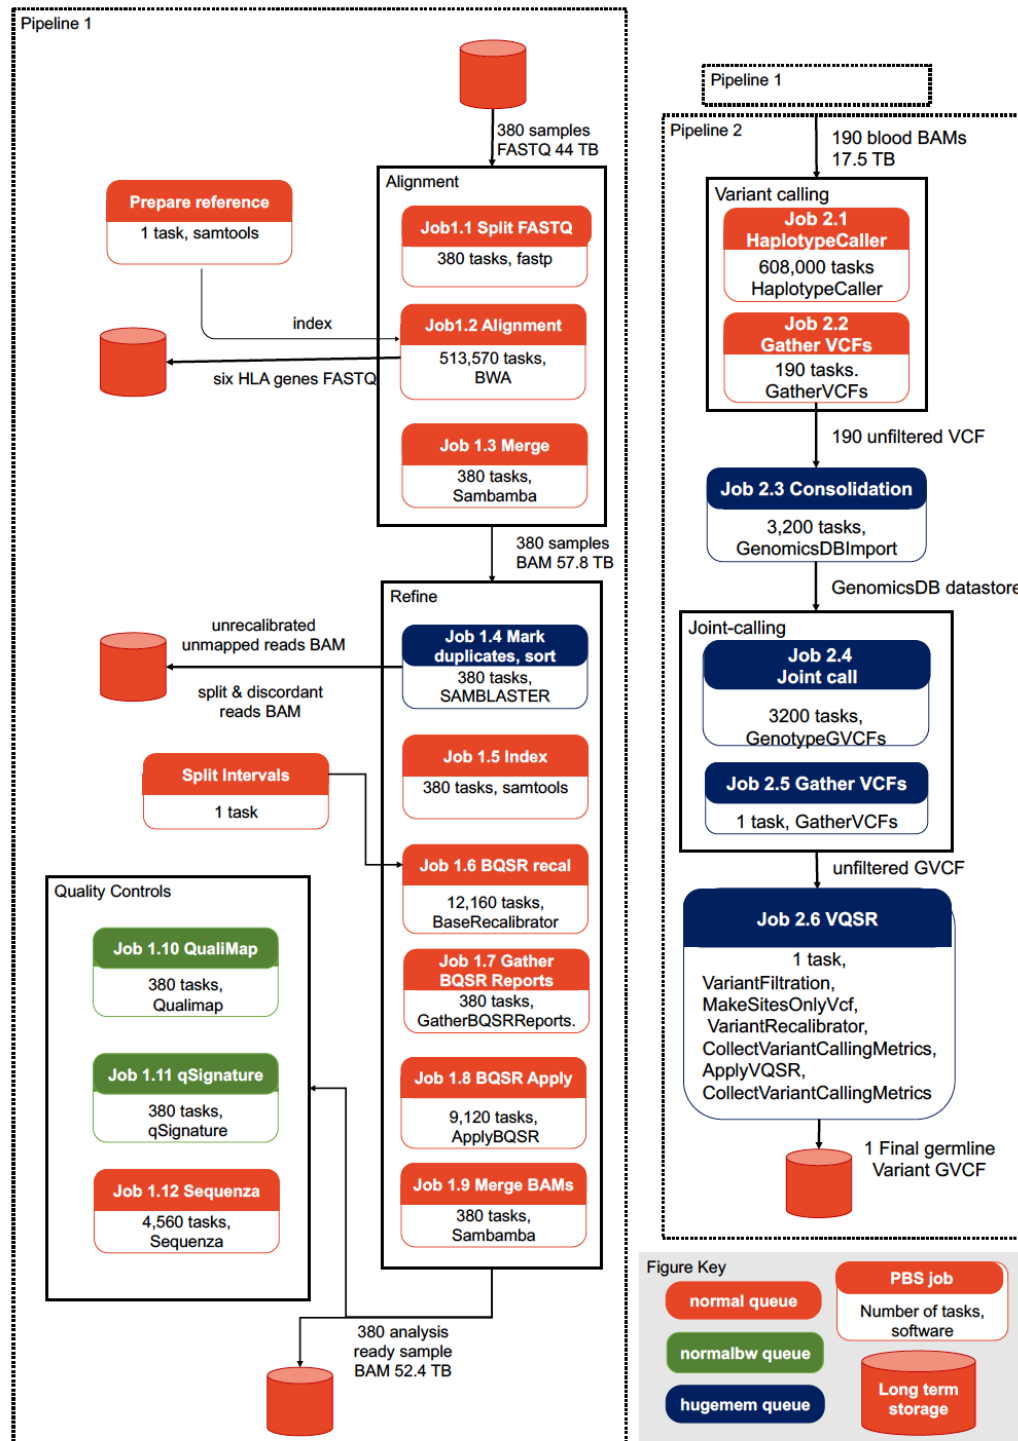 Pipeline 1
380 samples
FASTQ 44 TB
Alignment
Prepare reference
1 task, samtools
Job1.1 Split FASTQ
380 tasks, fastp
index
Job1.2 Alignment
513,570 tasks,
BWA
six HLA genes FASTQ
Job 1.3 Merge
380 tasks,
Sambamba
380 samples
BAM 57.8 TB
Refine
unrecalibrated
unmapped reads BAM
split & discordant
reads BAM
Job 1.4 Mark
duplicates, sort
380 tasks,
SAMBLASTER
Split Intervals
1 task
Job 1.5 Index
380 tasks, samtools
Job 1.6 BQSR recal
12,160 tasks,
BaseRecalibrator
Job 1.7 Gather
BQSR Reports
380 tasks,
GatherBQSRReports.
Job 1.8 BQSR Apply
9,120 tasks,
ApplyBQSR
Job 1.9 Merge BAMs
380 tasks,
Sambamba
Quality Controls
Job 1.10 QualiMap
380 tasks,
Qualimap
Job 1.11 qSignature
380 tasks,
qSignature
Job 1.12 Sequenza
4,560 tasks,
Sequenza
380 analysis
ready sample
BAM 52.4 TB
Pipeline 1
Pipeline 2
190 blood BAMs
17.5 TB
Variant calling
Job 2.1
HaplotypeCaller
608,000 tasks
HaplotypeCaller
Job 2.2
Gather VCFs
190 tasks.
GatherVCFs
190 unfiltered VCF
Job 2.3 Consolidation
3,200 tasks,
GenomicsDBImport
GenomicsDB datastore
Joint-calling
Job 2.4
Joint call
3200 tasks,
GenotypeGVCFs
Job 2.5 Gather VCFs
1 task, GatherVCFs
unfiltered GVCF
Job 2.6 VQSR
1 task,
VariantFiltration,
MakeSitesOnlyVcf,
VariantRecalibrator,
CollectVariantCallingMetrics,
ApplyVQSR,
CollectVariantCallingMetrics
1 Final germline
Variant GVCF
Figure Key
normal queue
normalbw queue
hugemem queue
PBS job
Number of tasks,
software
Long term
storage